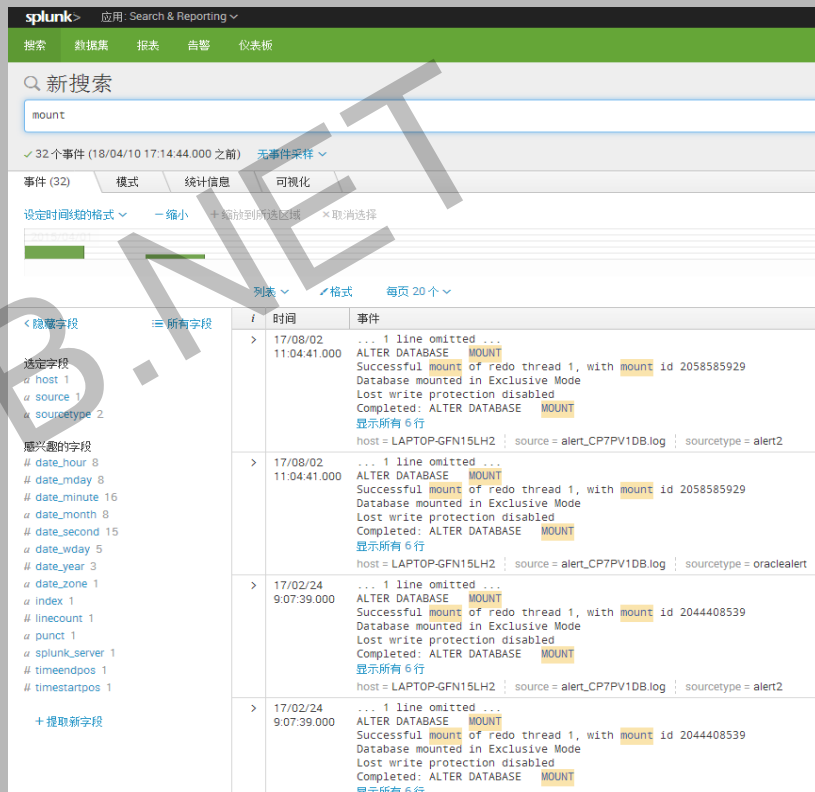 splunk> 应用: Search & Reporting
搜索 数据集 报表 告警 仪表板
新搜索
mount
✓ 32 个事件 (18/04/10 17:14:44.000 之前) 无事件采样
事件 (32) 模式 统计信息 可视化
设定时间线的格式 — 缩小 + 缩放到所选区域 × 取消选择
列表 格式 每页 20 个
< 隐藏字段 所有字段
选定字段
a host 1
a source 1
a sourcetype 2
感兴趣的字段
# date_hour 8
# date_mday 8
# date_minute 16
a date_month 8
# date_second 15
a date_wday 5
# date_year 3
a date_zone 1
a index 1
# linecount 1
a punct 1
a splunk_server 1
# timeendpos 1
# timestartpos 1
+ 提取新字段
i 时间 事件
> 17/08/02 ... 1 line omitted ...
11:04:41.000 ALTER DATABASE MOUNT
Successful mount of redo thread 1, with mount id 2058585929
Database mounted in Exclusive Mode
Lost write protection disabled
Completed: ALTER DATABASE MOUNT
显示所有 6 行
host = LAPTOP-GFN15LH2 source = alert_CP7PV1DB.log sourcetype = alert2
> 17/08/02 ... 1 line omitted ...
11:04:41.000 ALTER DATABASE MOUNT
Successful mount of redo thread 1, with mount id 2058585929
Database mounted in Exclusive Mode
Lost write protection disabled
Completed: ALTER DATABASE MOUNT
显示所有 6 行
host = LAPTOP-GFN15LH2 source = alert_CP7PV1DB.log sourcetype = oraclealert
> 17/02/24 ... 1 line omitted ...
9:07:39.000 ALTER DATABASE MOUNT
Successful mount of redo thread 1, with mount id 2044408539
Database mounted in Exclusive Mode
Lost write protection disabled
Completed: ALTER DATABASE MOUNT
显示所有 6 行
host = LAPTOP-GFN15LH2 source = alert_CP7PV1DB.log sourcetype = alert2
> 17/02/24 ... 1 line omitted ...
9:07:39.000 ALTER DATABASE MOUNT
Successful mount of redo thread 1, with mount id 2044408539
Database mounted in Exclusive Mode
Lost write protection disabled
Completed: ALTER DATABASE MOUNT
显示所有 6 行
B.NET